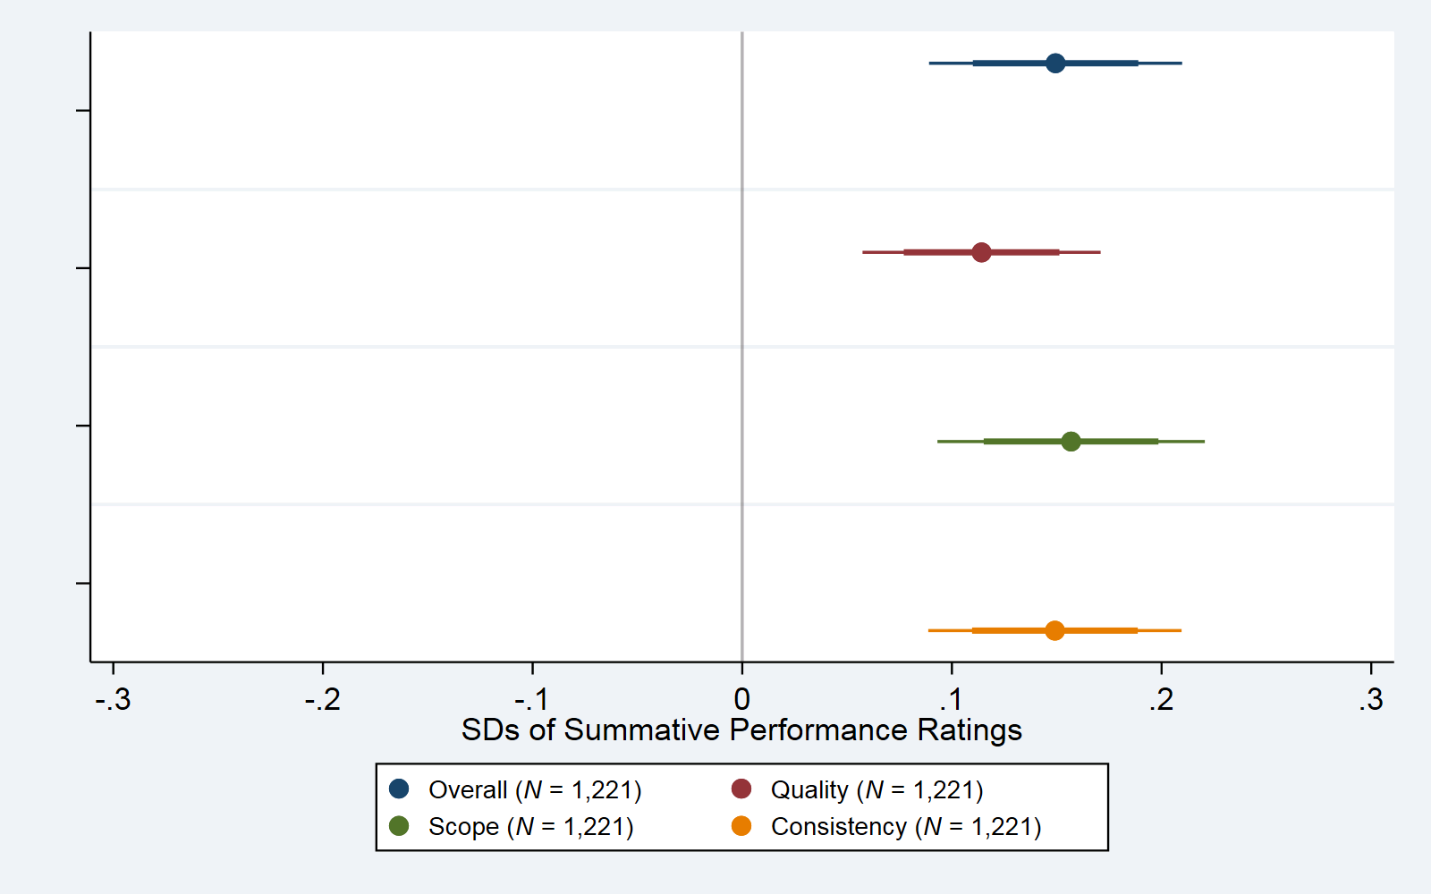 -.3 -.2 -.1 0 .1 .2 .3
SDs of Summative Performance Ratings
Overall (N = 1,221) Quality (N = 1,221)
Scope (N = 1,221) Consistency (N = 1,221)